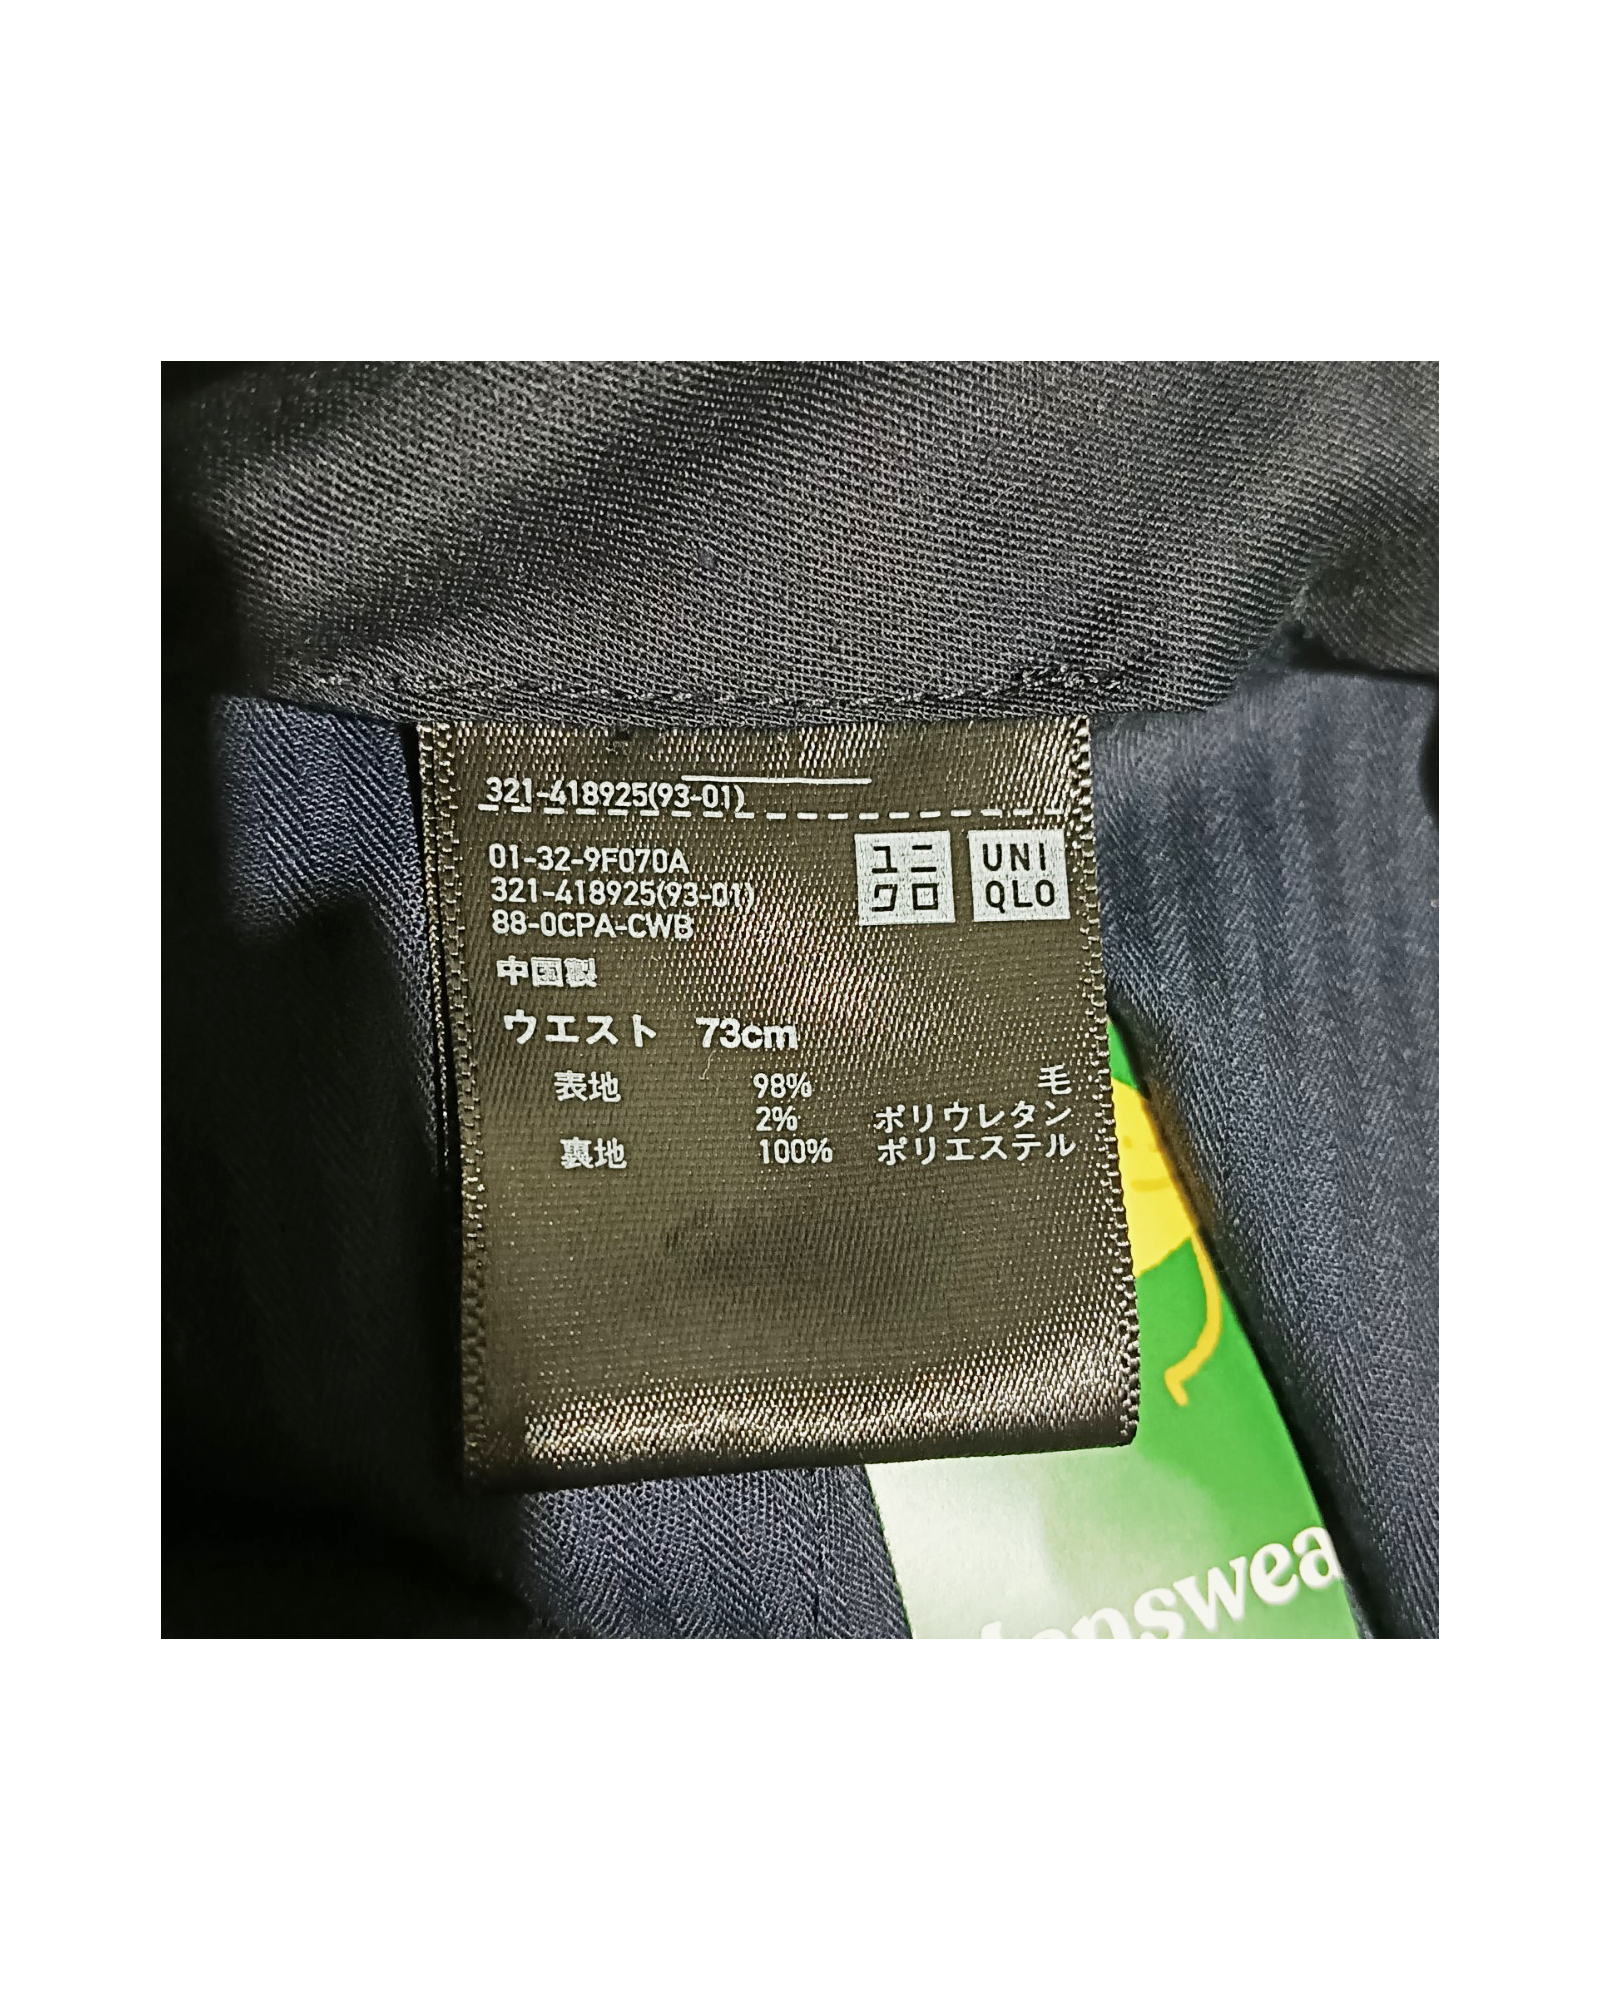 321-418925(93-01)
01-32-9F070A
321-418925(93-01)
88-0CPA-CWB
ユニ
クロ
UNI
QLO
中国製
ウエスト 73cm
表地 98% 毛
2% ポリウレタン
裏地 100% ポリエステル